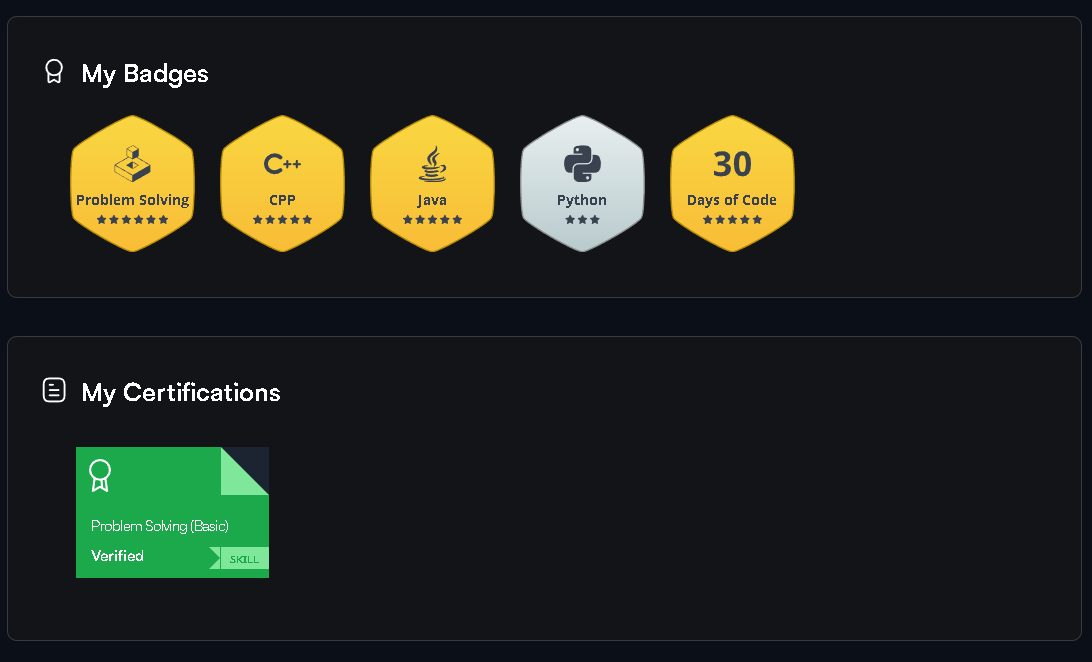 My Badges
Problem Solving
C++
CPP
Java
Python
30
Days of Code
My Certifications
Problem Solving (Basic)
Verified
SKILL